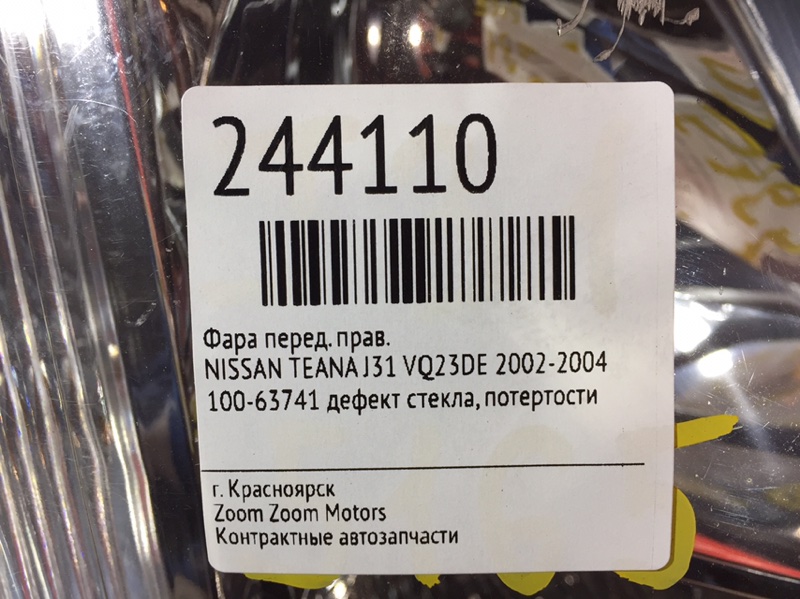 244110
Фара перед. прав.
NISSAN TEANA J31 VQ23DE 2002-2004
100-63741 дефект стекла, потертости
г. Красноярск
Zoom Zoom Motors
Контрактные автозапчасти